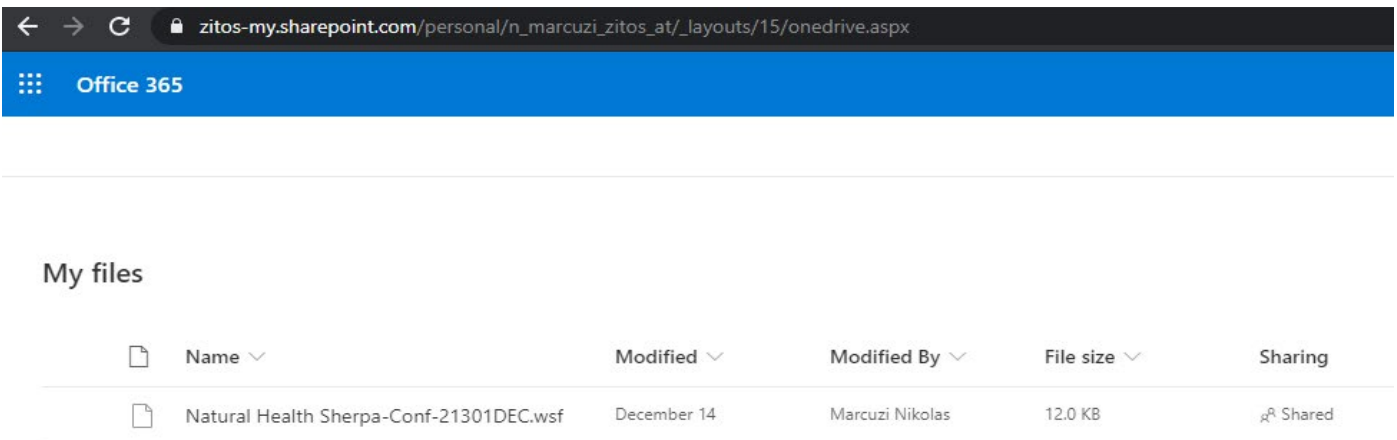 zitos-my.sharepoint.com/personal/n_marcuzi_zitos_at/_layouts/15/onedrive.aspx
Office 365
My files
Name Modified Modified By File size Sharing
Natural Health Sherpa-Conf-21301DEC.wsf December 14 Marcuzi Nikolas 12.0 KB Shared